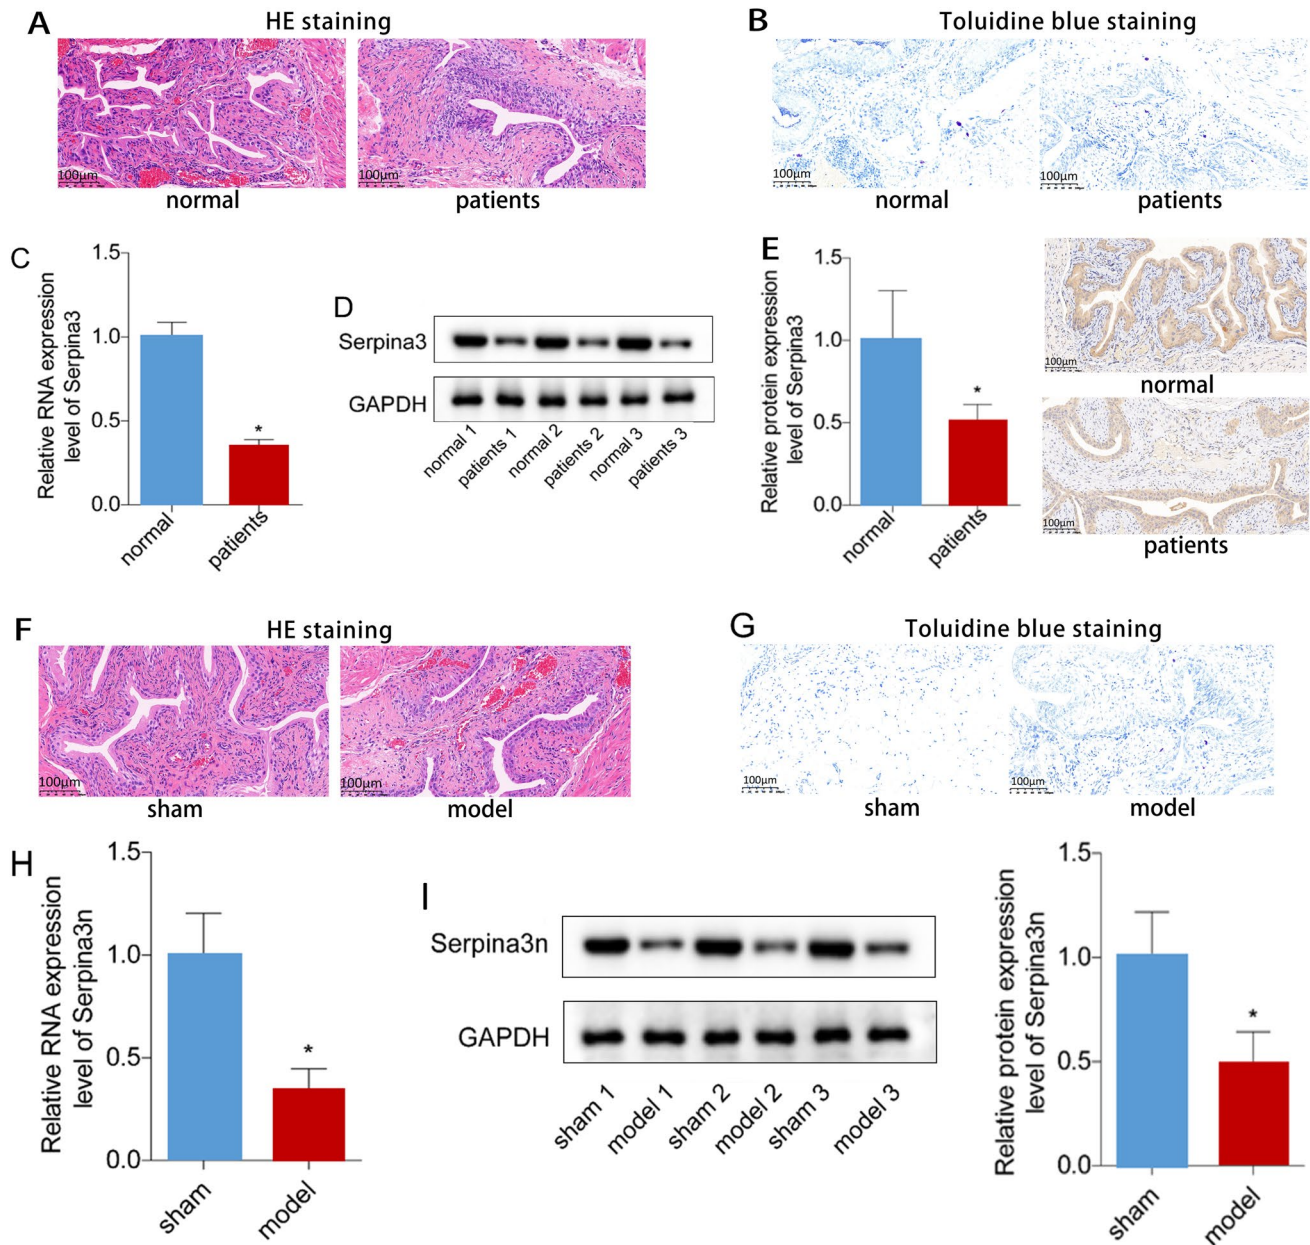 A
HE staining
100μm
normal
100μm
patients
B
Toluidine blue staining
100μm
normal
100μm
patients
C
Relative RNA expression
level of Serpina3
1.5
1.0
0.5
0.0
*
normal
patients
D
Serpina3
GAPDH
normal 1
patients 1
normal 2
patients 2
normal 3
patients 3
E
Relative protein expression
level of Serpina3
1.5
1.0
0.5
0.0
*
normal
patients
100μm
normal
100μm
patients
F
HE staining
100μm
sham
100μm
model
G
Toluidine blue staining
100μm
sham
100μm
model
H
Relative RNA expression
level of Serpina3n
1.5
1.0
0.5
0.0
*
sham
model
I
Serpina3n
GAPDH
sham 1
model 1
sham 2
model 2
sham 3
model 3
Relative protein expression
level of Serpina3n
1.5
1.0
0.5
0.0
*
sham
model